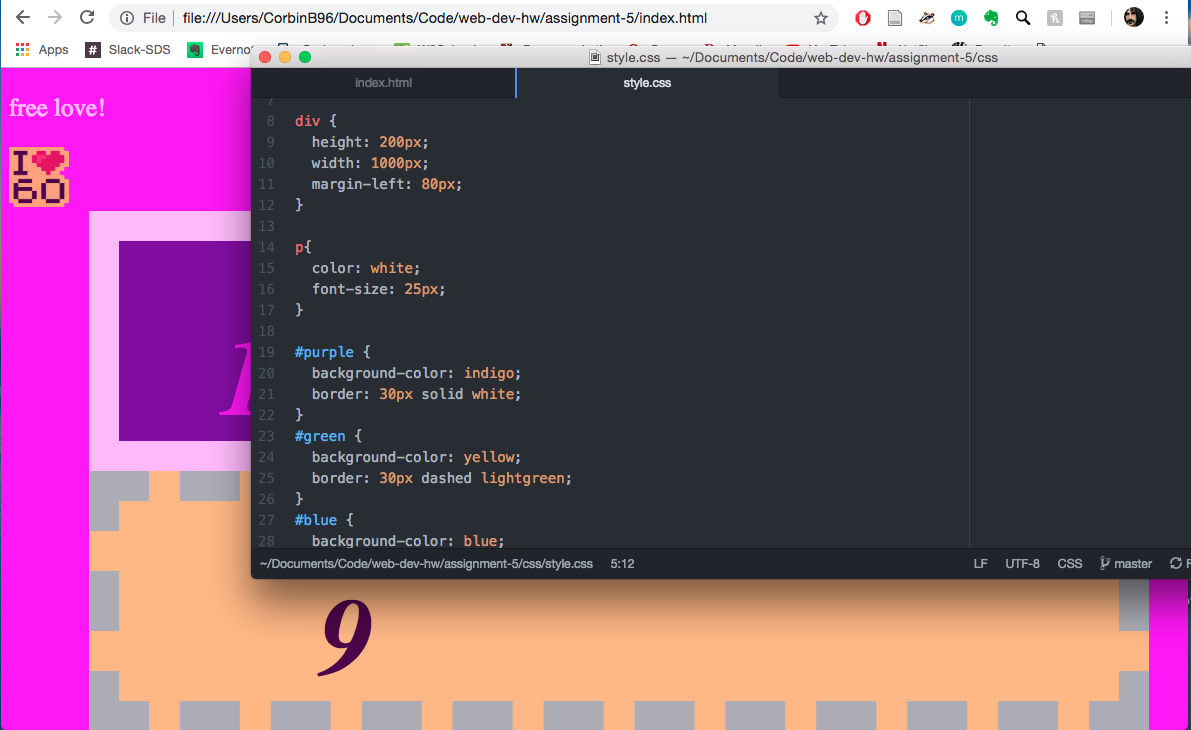 File file:///Users/CorbinB96/Documents/Code/web-dev-hw/assignment-5/index.html
Apps # Slack-SDS
style.css — ~/Documents/Code/web-dev-hw/assignment-5/css
index.html style.css
free love!
I
60
7
8 div {
9 height: 200px;
10 width: 1000px;
11 margin-left: 80px;
12 }
13
14 p{
15 color: white;
16 font-size: 25px;
17 }
18
19 #purple {
20 background-color: indigo;
21 border: 30px solid white;
22 }
23 #green {
24 background-color: yellow;
25 border: 30px dashed lightgreen;
26 }
27 #blue {
28 background-color: blue;
~/Documents/Code/web-dev-hw/assignment-5/css/style.css 5:12 LF UTF-8 CSS master
9